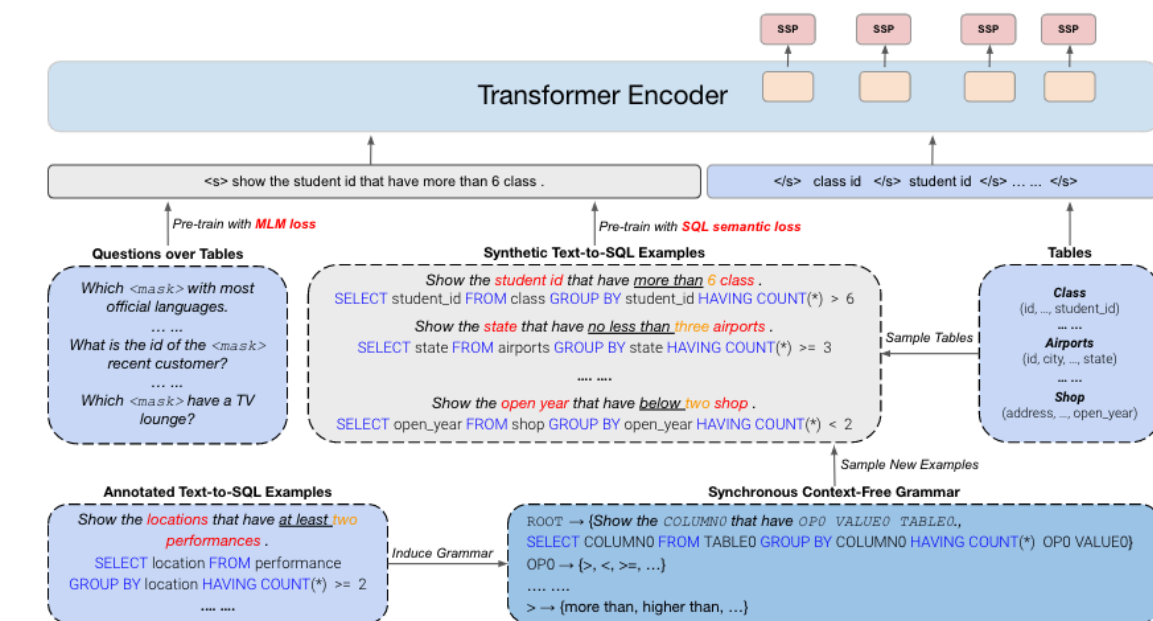 SSP SSP SSP SSP
Transformer Encoder
<s> show the student id that have more than 6 class .
</s> class id </s> student id </s> ... ... </s>
Pre-train with MLM loss
Pre-train with SQL semantic loss
Questions over Tables
Which <mask> with most
official languages.
... ...
What is the id of the <mask>
recent customer?
... ...
Which <mask> have a TV
lounge?
Synthetic Text-to-SQL Examples
Show the student id that have more than 6 class .
SELECT student_id FROM class GROUP BY student_id HAVING COUNT(*) > 6
Show the state that have no less than three airports .
SELECT state FROM airports GROUP BY state HAVING COUNT(*) >= 3
.... ....
Show the open year that have below two shop .
SELECT open_year FROM shop GROUP BY open_year HAVING COUNT(*) < 2
Sample Tables
Tables
Class
(id, ..., student_id)
... ...
Airports
(id, city, ..., state)
... ...
Shop
(address, ..., open_year)
Sample New Examples
Annotated Text-to-SQL Examples
Show the locations that have at least two
performances .
SELECT location FROM performance
GROUP BY location HAVING COUNT(*) >= 2
.... ....
Induce Grammar
Synchronous Context-Free Grammar
ROOT → {Show the COLUMN0 that have OP0 VALUE0 TABLE0.,
SELECT COLUMN0 FROM TABLE0 GROUP BY COLUMN0 HAVING COUNT(*) OP0 VALUE0}
OP0 → {>, <, >=, ...}
.... ....
> → {more than, higher than, ...}